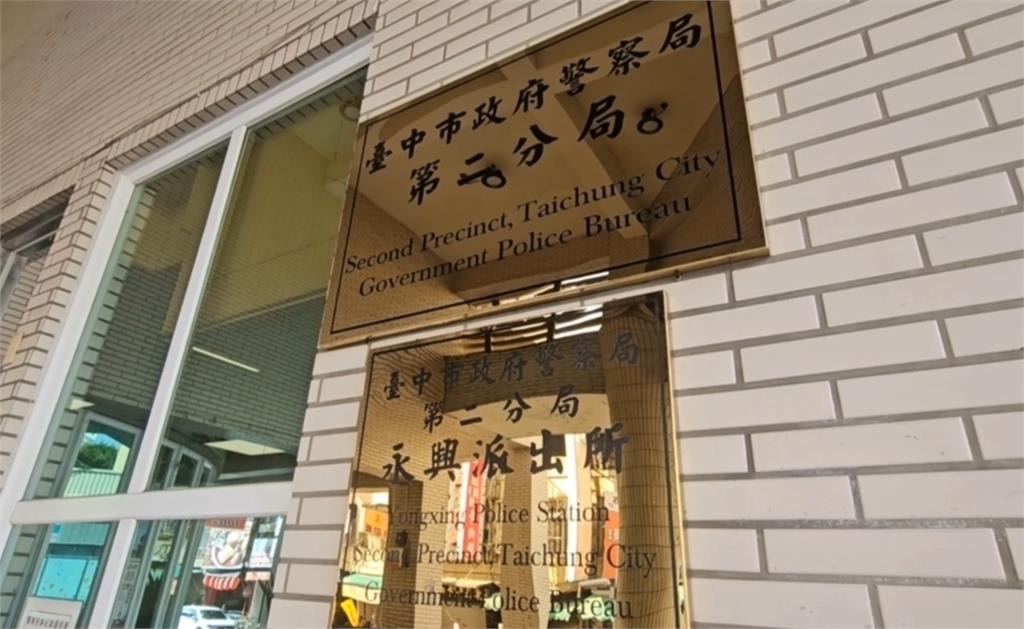 臺中市政府警察局
第二分局
Second Precinct, Taichung City
Government Police Bureau
臺中市政府警察局
第二分局
永興派出所
Yongxing Police Station
Second Precinct, Taichung City
Government Police Bureau